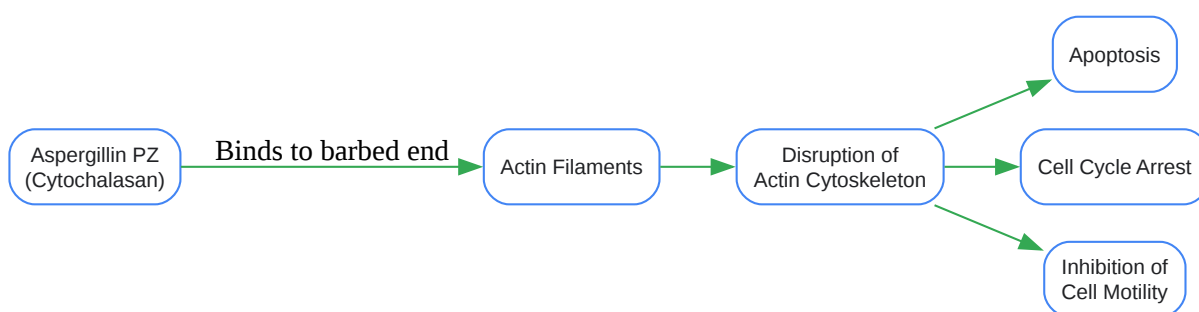 Aspergillin PZ
(Cytochalasan)
Binds to barbed end
Actin Filaments
Disruption of
Actin Cytoskeleton
Apoptosis
Cell Cycle Arrest
Inhibition of
Cell Motility